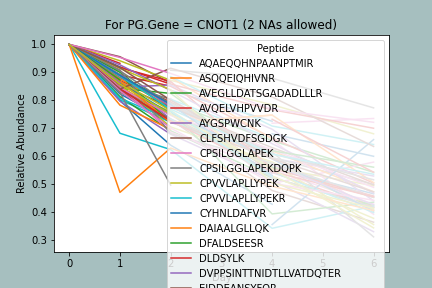 For PG.Gene = CNOT1 (2 NAs allowed)
Relative Abundance
1.0
0.9
0.8
0.7
0.6
0.5
0.4
0.3
0
1
2
4
6
Peptide
AQAEQQHNPAANPTMIR
ASQQEIQHIVNR
AVEGLLDATSGADADLLLR
AVQELVHPVVDR
AYGSPWCNK
CLFSHVDFSGDGK
CPSILGGLAPEK
CPSILGGLAPEKDQPK
CPVVLAPLLYPEK
CPVVLAPLLYPEKR
CYHNLDAFVR
DAIAALGLLQK
DFALDSEESR
DLDSLYK
DVPPSINTTNIDTLLVATDQTER